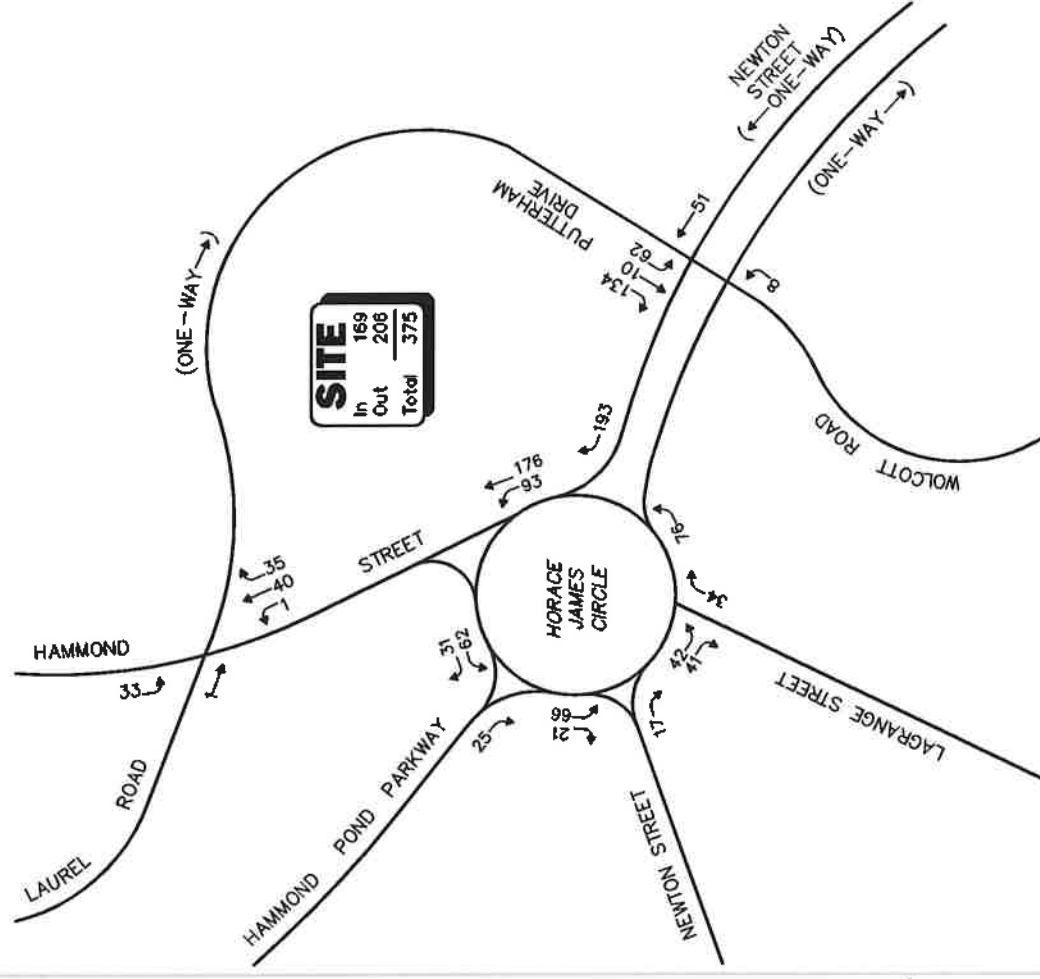 NEWTON
STREET
(←ONE-WAY)
(ONE-WAY→)
PUTTERHAM
DRIVE
51
62
10
134
8
(ONE-WAY→)
SITE
In 169
Out 206
Total 375
193
176
93
STREET
35
40
1
HAMMOND
33
1
ROAD
LAUREL
HORACE
JAMES
CIRCLE
31
62
25
66
21
17
42
41
34
76
HAMMOND POND PARKWAY
NEWTON STREET
LAGRANGE STREET
WOLCOTT ROAD